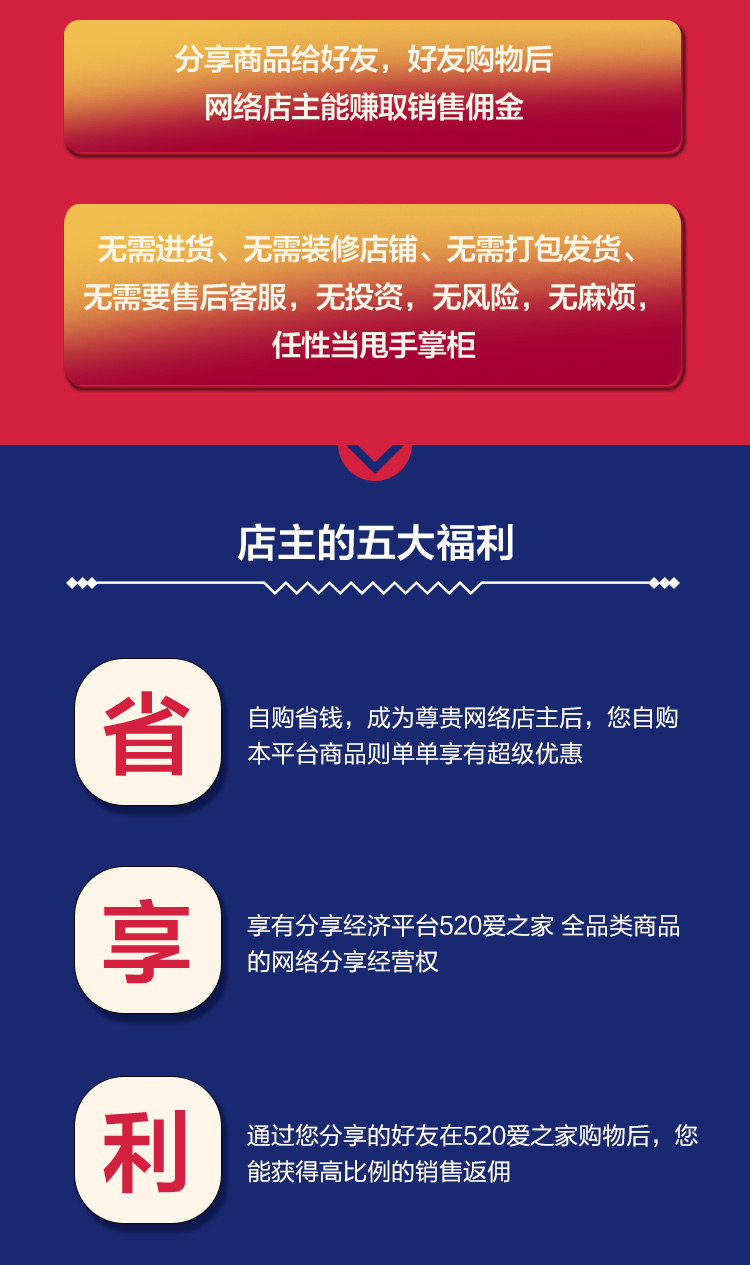 分享商品给好友，好友购物后
网络店主能赚取销售佣金
无需进货、无需装修店铺、无需打包发货、
无需要售后客服，无投资，无风险，无麻烦，
任性当甩手掌柜
店主的五大福利
省
自购省钱，成为尊贵网络店主后，您自购
本平台商品则单单享有超级优惠
享
享有分享经济平台520爱之家 全品类商品
的网络分享经营权
利
通过您分享的好友在520爱之家购物后，您
能获得高比例的销售返佣